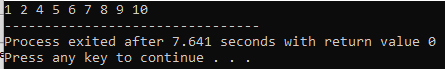 1 2 4 5 6 7 8 9 10
--------------------------------
Process exited after 7.641 seconds with return value 0
Press any key to continue . . .